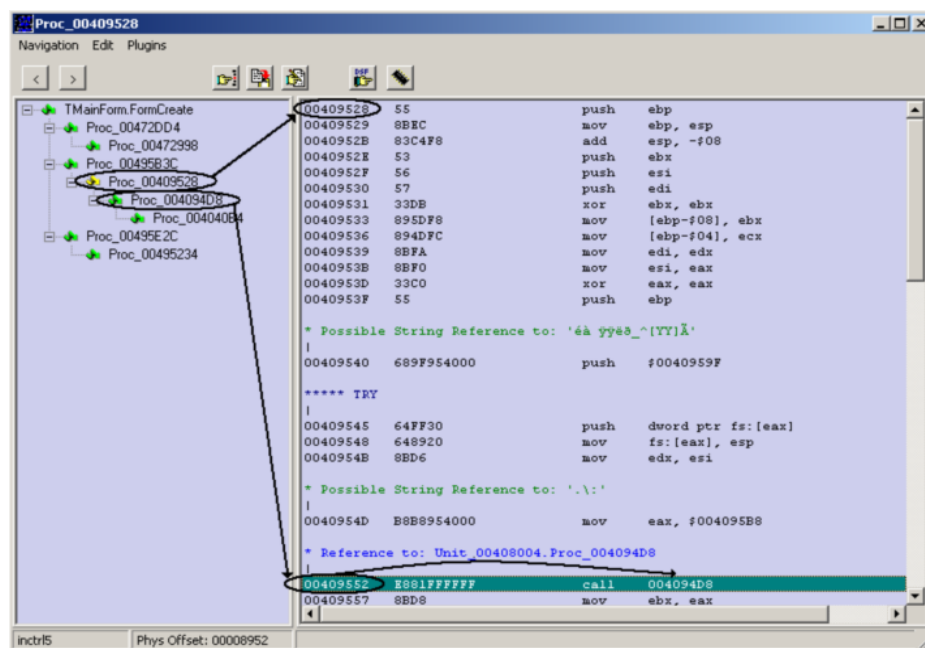 Proc_00409528
Navigation Edit Plugins
TMainForm.FormCreate
Proc_00472DD4
Proc_00472998
Proc_00495B3C
Proc_00409528
Proc_004094D8
Proc_004040B4
Proc_00495E2C
Proc_00495234
00409528 55 push ebp
00409529 8BEC mov ebp, esp
0040952B 83C4F8 add esp, -$08
0040952E 53 push ebx
0040952F 56 push esi
00409530 57 push edi
00409531 33DB xor ebx, ebx
00409533 895DF8 mov [ebp-$08], ebx
00409536 894DFC mov [ebp-$04], ecx
00409539 8BFA mov edi, edx
0040953B 8BF0 mov esi, eax
0040953D 33C0 xor eax, eax
0040953F 55 push ebp
* Possible String Reference to: 'éà ÿÿëð_^[YY]Ã'
|
00409540 689F954000 push $0040959F
***** TRY
|
00409545 64FF30 push dword ptr fs:[eax]
00409548 648920 mov fs:[eax], esp
0040954B 8BD6 mov edx, esi
* Possible String Reference to: '.\:'
|
0040954D B8B8954000 mov eax, $004095B8
* Reference to: Unit_00408004.Proc_004094D8
|
00409552 E881FFFFFF call 004094D8
00409557 8BD8 mov ebx, eax
inctrl5 Phys Offset: 00008952